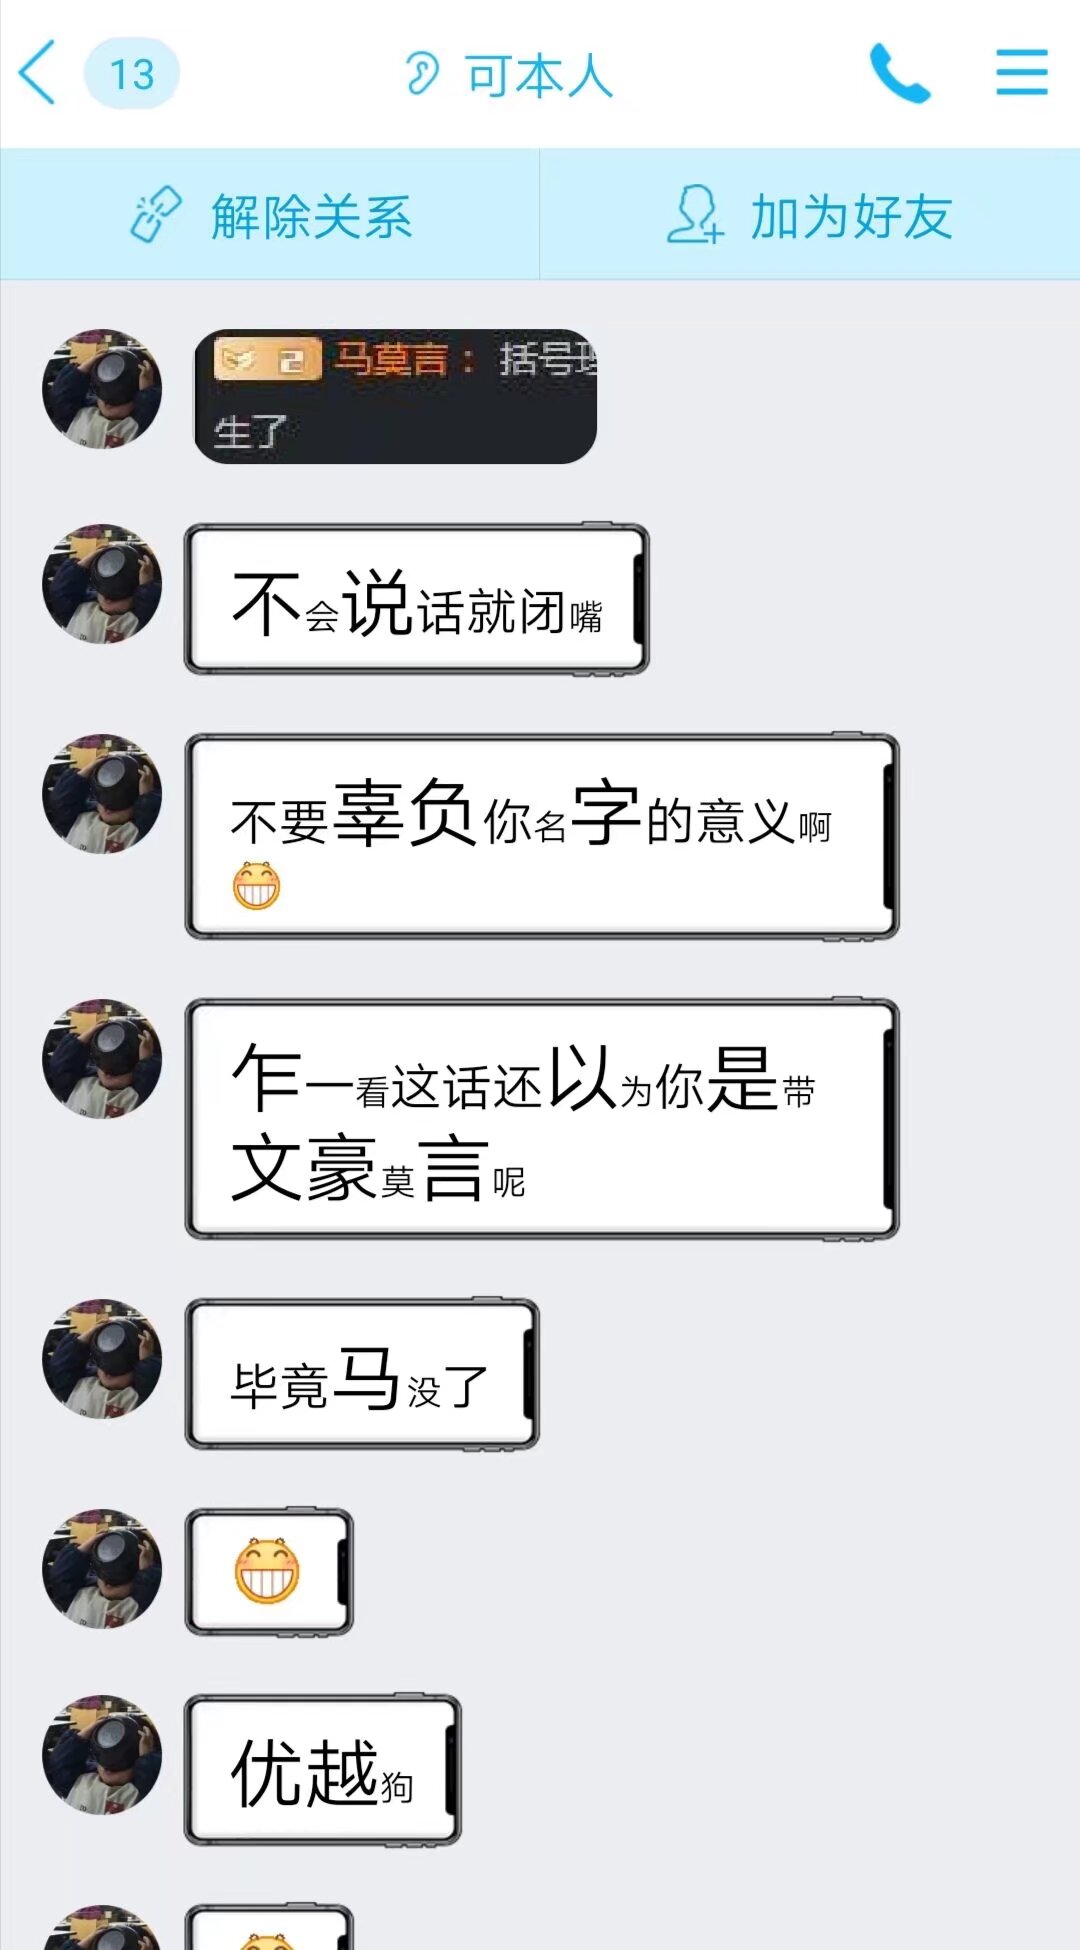 13
可本人
解除关系
加为好友
2 马莫言：括号理
生了
不会说话就闭嘴
不要辜负你名字的意义啊
乍一看这话还以为你是带
文豪莫言呢
毕竟马没了
优越狗